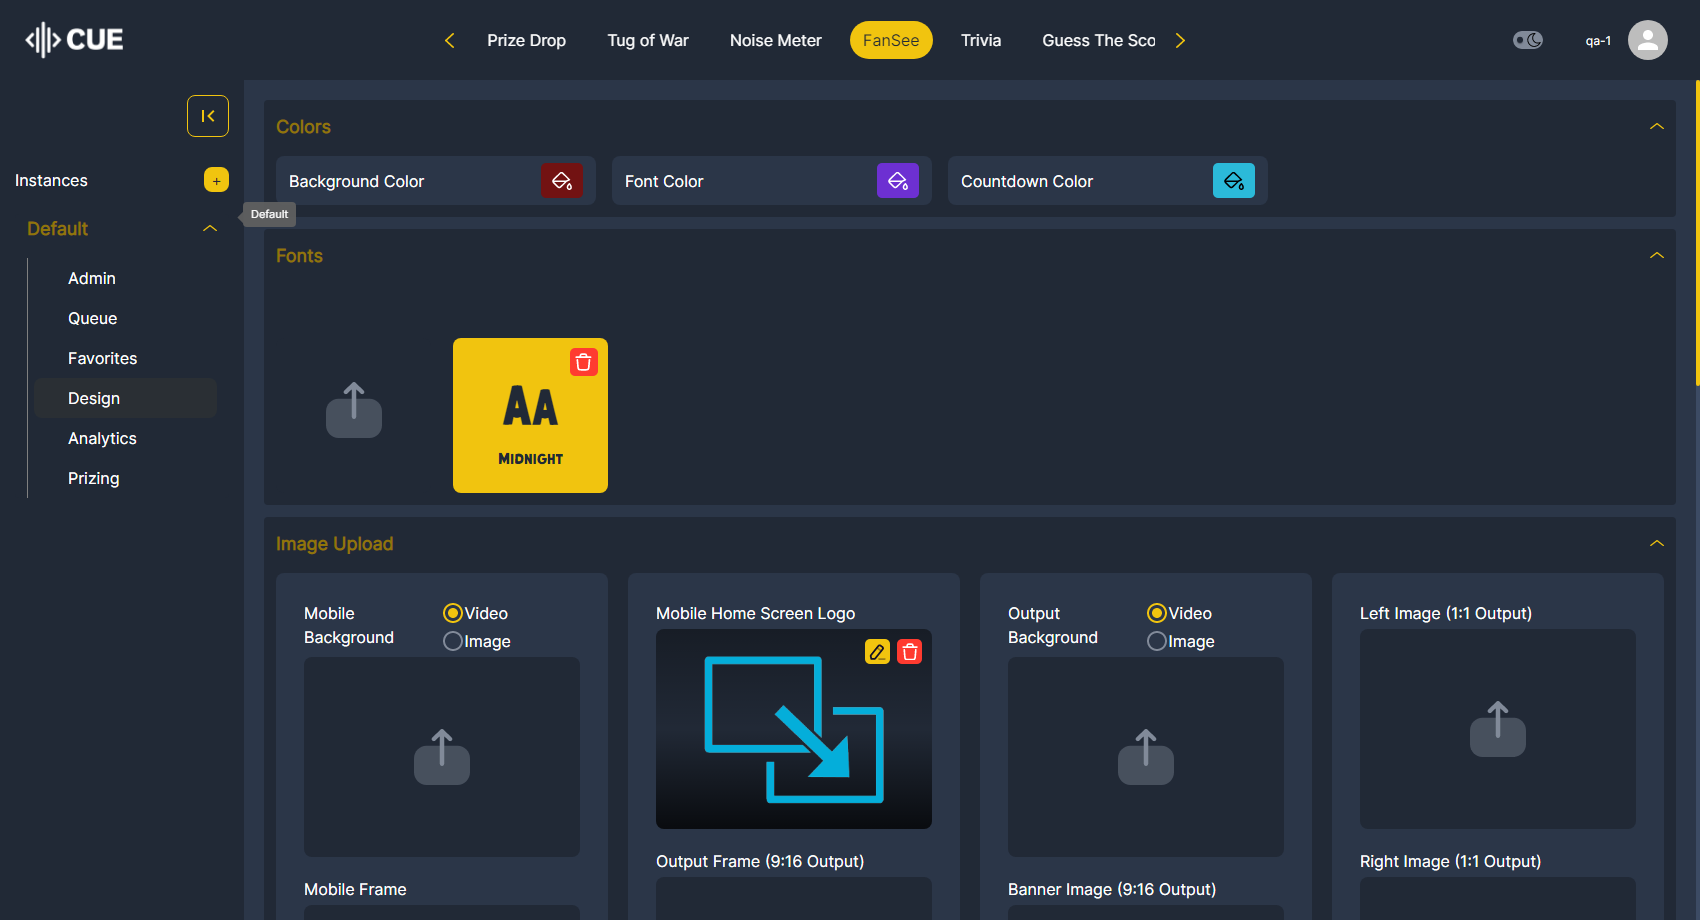 CUE
Prize Drop
Tug of War
Noise Meter
FanSee
Trivia
Guess The Sco
qa-1
Instances
+
Default
Default
Admin
Queue
Favorites
Design
Analytics
Prizing
Colors
Background Color
Font Color
Countdown Color
Fonts
AA
MIDNIGHT
Image Upload
Mobile
Background
Video
Image
Mobile Home Screen Logo
Output
Background
Video
Image
Left Image (1:1 Output)
Mobile Frame
Output Frame (9:16 Output)
Banner Image (9:16 Output)
Right Image (1:1 Output)